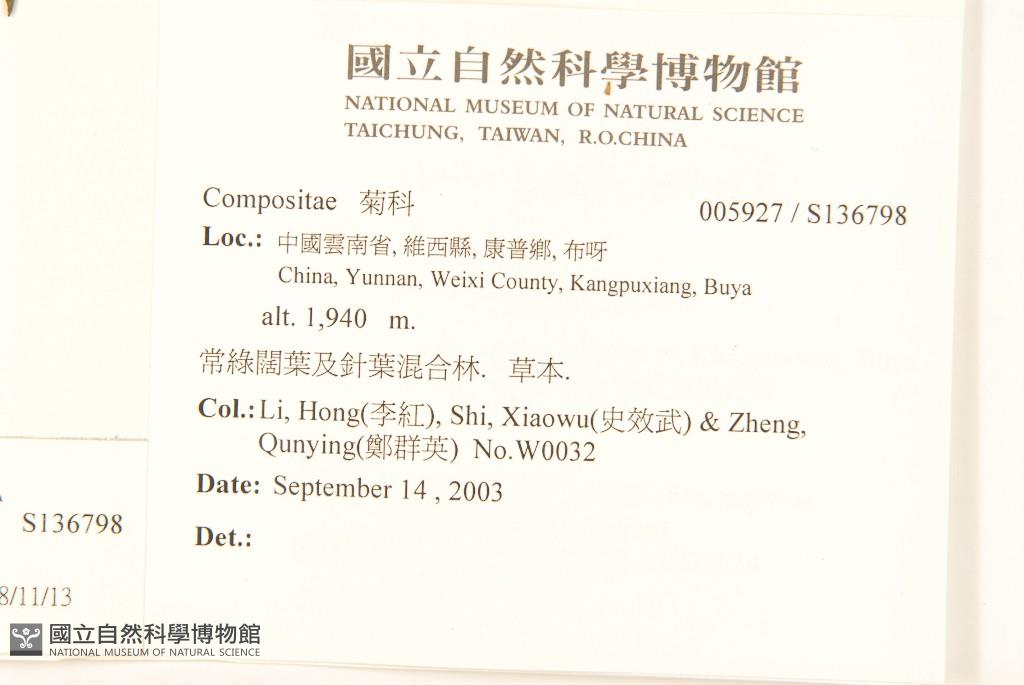 國立自然科學博物館
NATIONAL MUSEUM OF NATURAL SCIENCE
TAICHUNG, TAIWAN, R.O.CHINA
Compositae 菊科
005927 / S136798
Loc.: 中國雲南省, 維西縣, 康普鄉, 布呀
China, Yunnan, Weixi County, Kangpuxiang, Buya
alt. 1,940 m.
常綠闊葉及針葉混合林. 草本.
Col.: Li, Hong(李紅), Shi, Xiaowu(史效武) & Zheng,
Qunying(鄭群英) No.W0032
Date: September 14 , 2003
Det.:
S136798
8/11/13
國立自然科學博物館
NATIONAL MUSEUM OF NATURAL SCIENCE